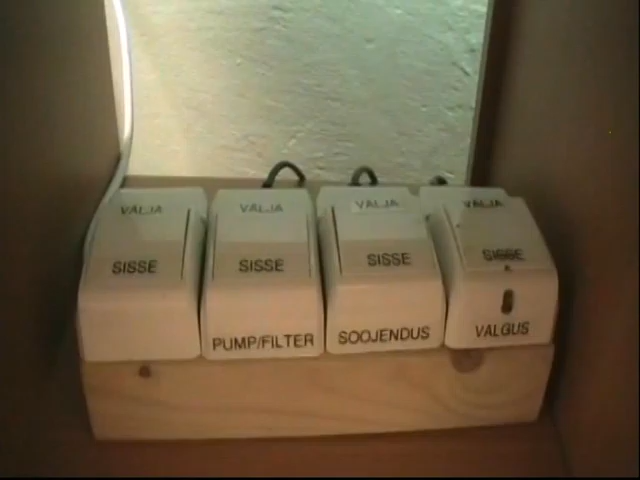 VÄLJA VÄLJA VÄLJA VÄLJA
SISSE SISSE SISSE SISSE
PUMP/FILTER SOOJENDUS VALGUS